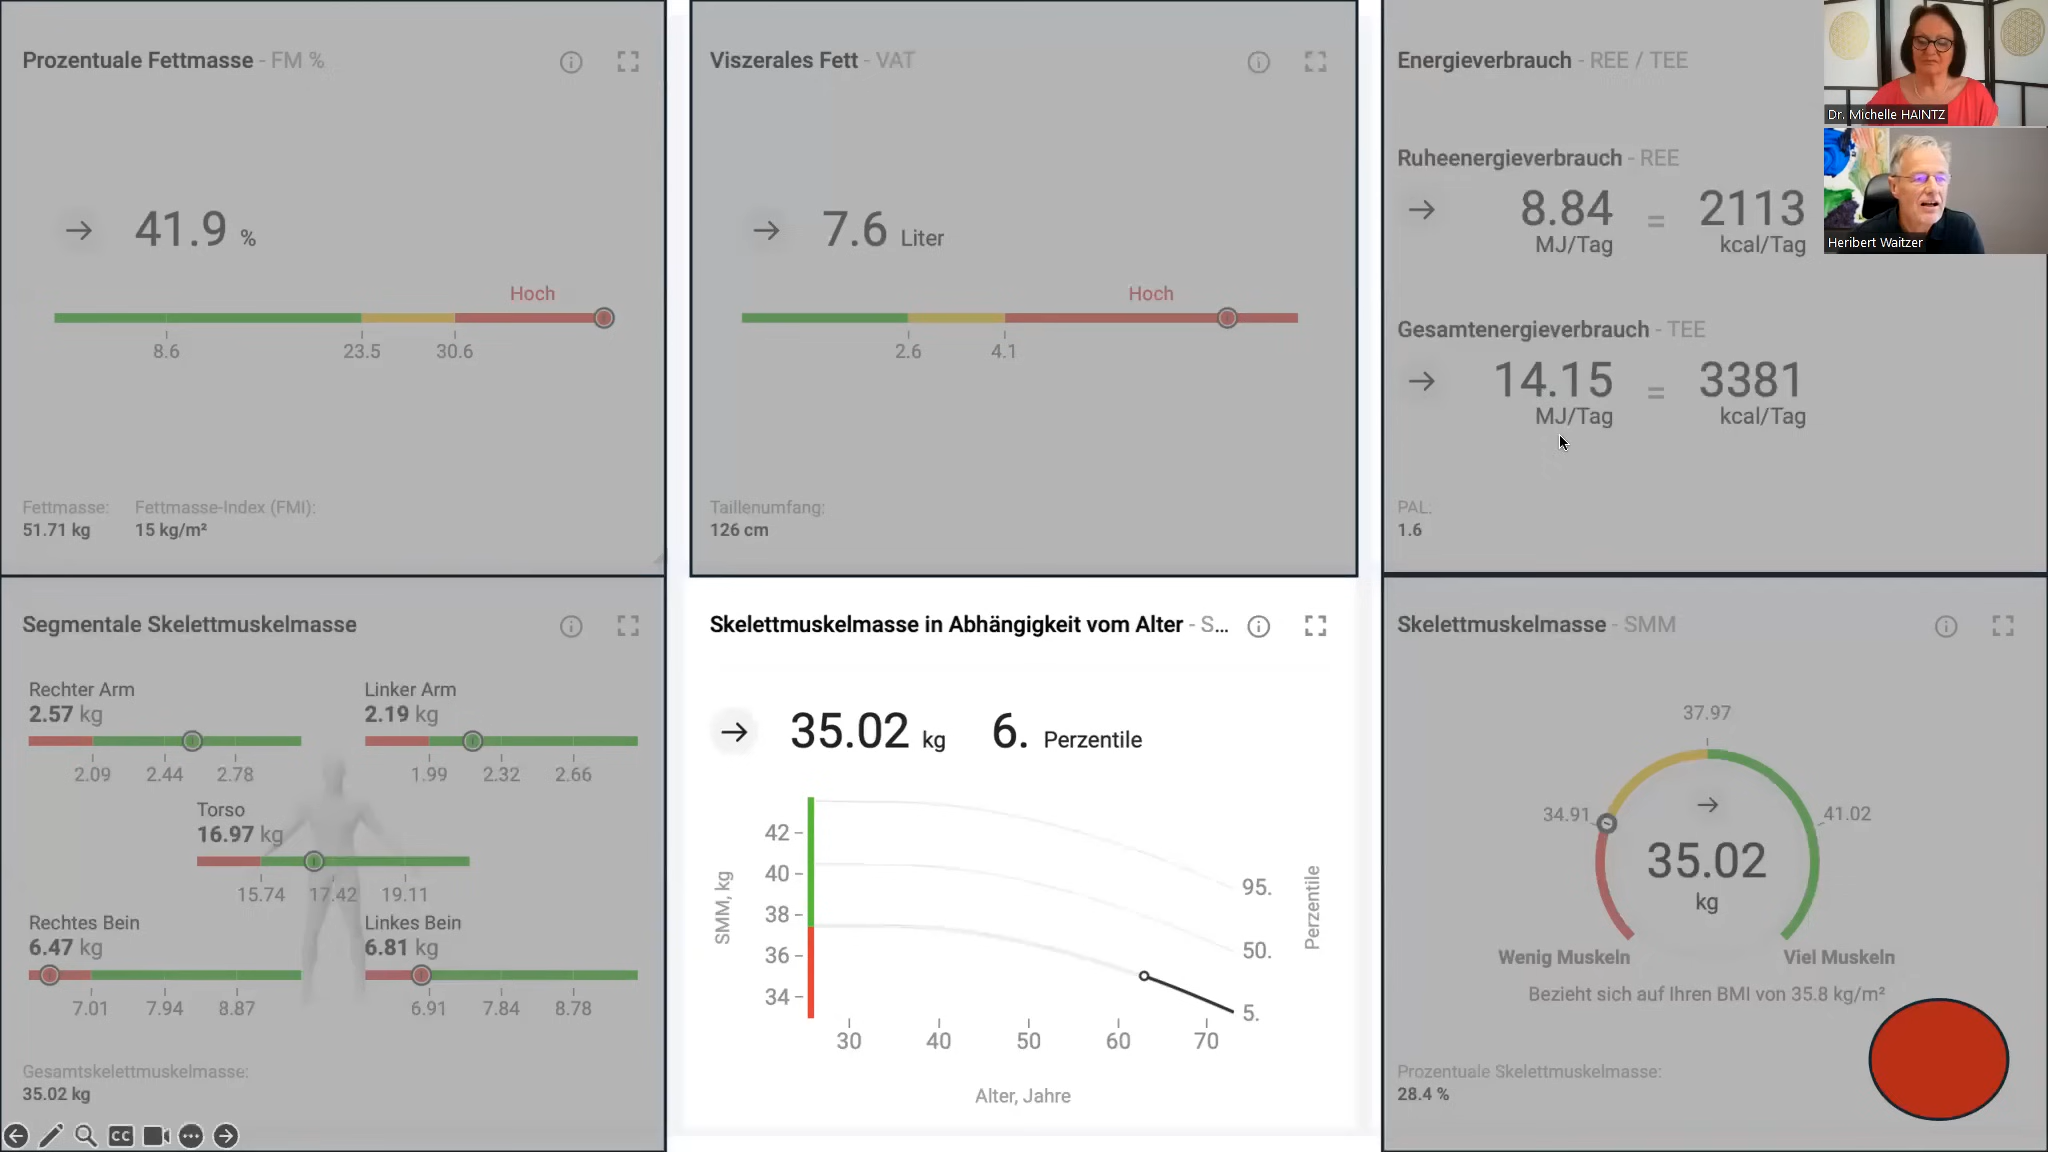 Prozentuale Fettmasse - FM %
41.9 %
Hoch
8.6 23.5 30.6
Fettmasse: Fettmasse-Index (FMI):
51.71 kg 15 kg/m²
Viszerales Fett - VAT
7.6 Liter
Hoch
2.6 4.1
Taillenumfang:
126 cm
Energieverbrauch - REE / TEE
Ruheenergieverbrauch - REE
8.84 = 2113
MJ/Tag kcal/Tag
Gesamtenergieverbrauch - TEE
14.15 = 3381
MJ/Tag kcal/Tag
PAL:
1.6
Dr. Michelle HAINTZ
Heribert Waitzer
Segmentale Skelettmuskelmasse
Rechter Arm
2.57 kg
2.09 2.44 2.78
Linker Arm
2.19 kg
1.99 2.32 2.66
Torso
16.97 kg
15.74 17.42 19.11
Rechtes Bein
6.47 kg
7.01 7.94 8.87
Linkes Bein
6.81 kg
6.91 7.84 8.78
Gesamtskelettmuskelmasse:
35.02 kg
CC
Skelettmuskelmasse in Abhängigkeit vom Alter - S...
35.02 kg 6. Perzentile
SMM, kg
42
40
38
36
34
95.
50.
5.
Perzentile
30 40 50 60 70
Alter, Jahre
Skelettmuskelmasse - SMM
37.97
34.91 41.02
35.02
kg
Wenig Muskeln Viel Muskeln
Bezieht sich auf Ihren BMI von 35.8 kg/m²
Prozentuale Skelettmuskelmasse:
28.4 %